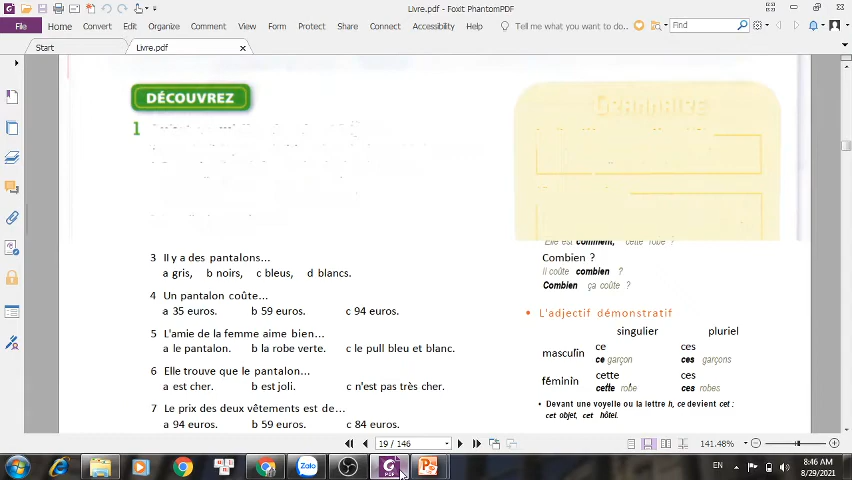 Livre.pdf - Foxit PhantomPDF
File Home Convert Edit Organize Comment View Form Protect Share Connect Accessibility Help Tell me what you want to do... Find
Start Livre.pdf
DÉCOUVREZ
1
3 Il y a des pantalons...
a gris, b noirs, c bleus, d blancs.
4 Un pantalon coûte...
a 35 euros. b 59 euros. c 94 euros.
5 L'amie de la femme aime bien...
a le pantalon. b la robe verte. c le pull bleu et blanc.
6 Elle trouve que le pantalon...
a est cher. b est joli. c n'est pas très cher.
7 Le prix des deux vêtements est de...
a 94 euros. b 59 euros. c 84 euros.
GRAMMAIRE
Elle est comment, cette robe ?
Combien ?
Il coûte combien ?
Combien ça coûte ?
• L'adjectif démonstratif
singulier pluriel
ce ces
masculin
ce garçon ces garçons
cette ces
féminin
cette robe ces robes
• Devant une voyelle ou la lettre h, ce devient cet :
cet objet, cet hôtel.
19 / 146
141.48%
EN
8:46 AM
8/29/2021
Zalo
PDF